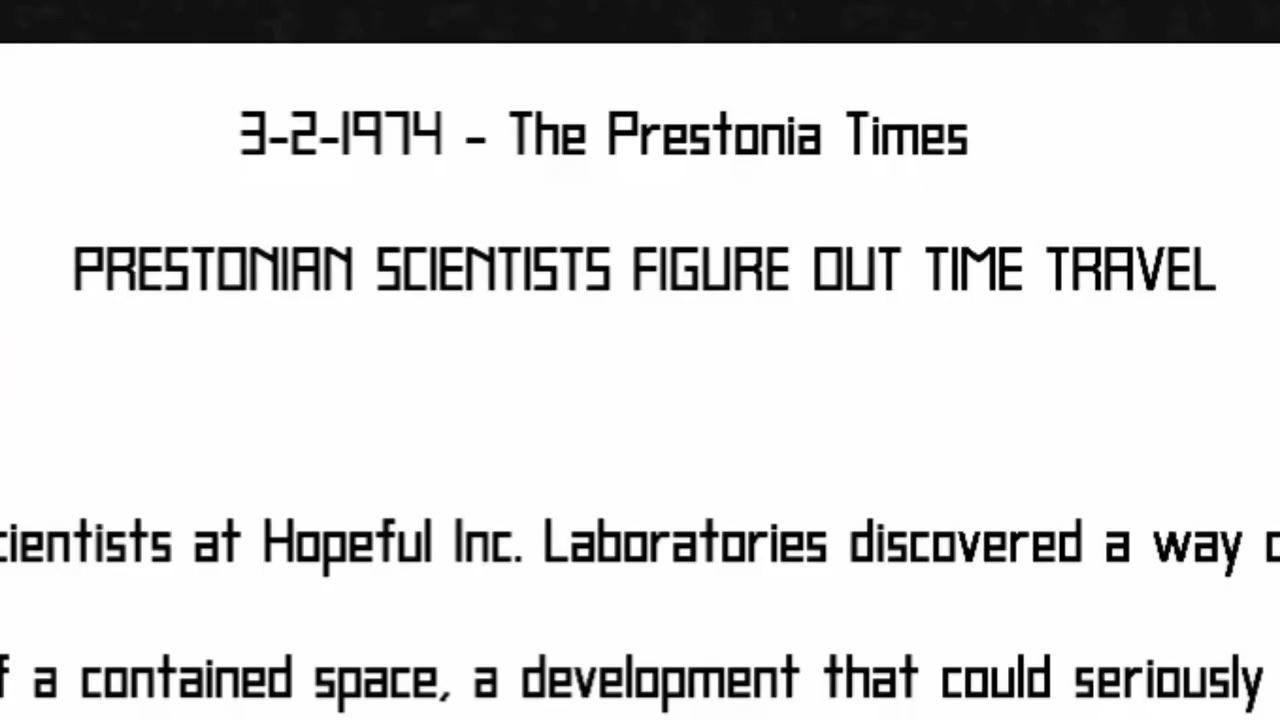 3-2-1974 - The Prestonia Times
PRESTONIAN SCIENTISTS FIGURE OUT TIME TRAVEL
cientists at Hopeful Inc. Laboratories discovered a way
a contained space, a development that could seriously